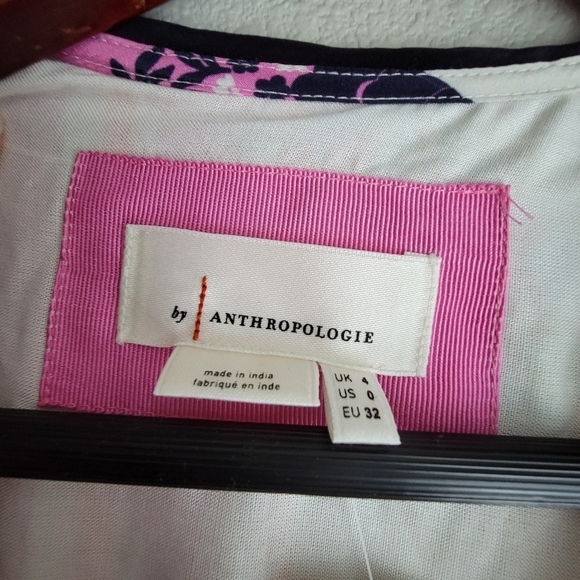 by ANTHROPOLOGIE
made in india
fabriqué en inde
UK 4
US 0
EU 32